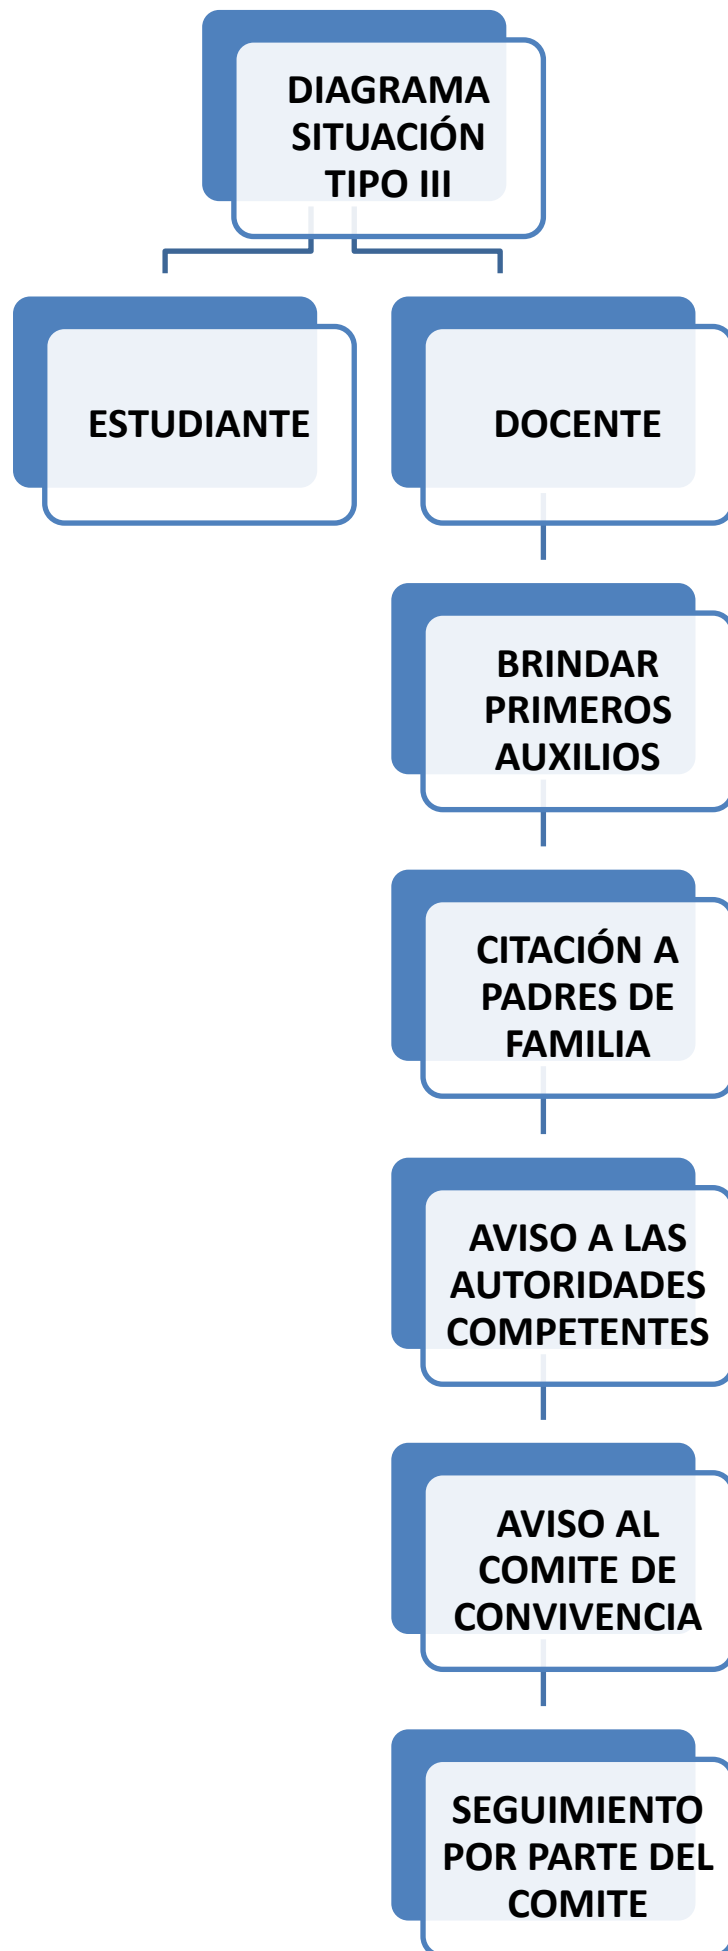 DIAGRAMA
SITUACIÓN
TIPO III
ESTUDIANTE
DOCENTE
BRINDAR
PRIMEROS
AUXILIOS
CITACIÓN A
PADRES DE
FAMILIA
AVISO A LAS
AUTORIDADES
COMPETENTES
AVISO AL
COMITE DE
CONVIVENCIA
SEGUIMIENTO
POR PARTE DEL
COMITE